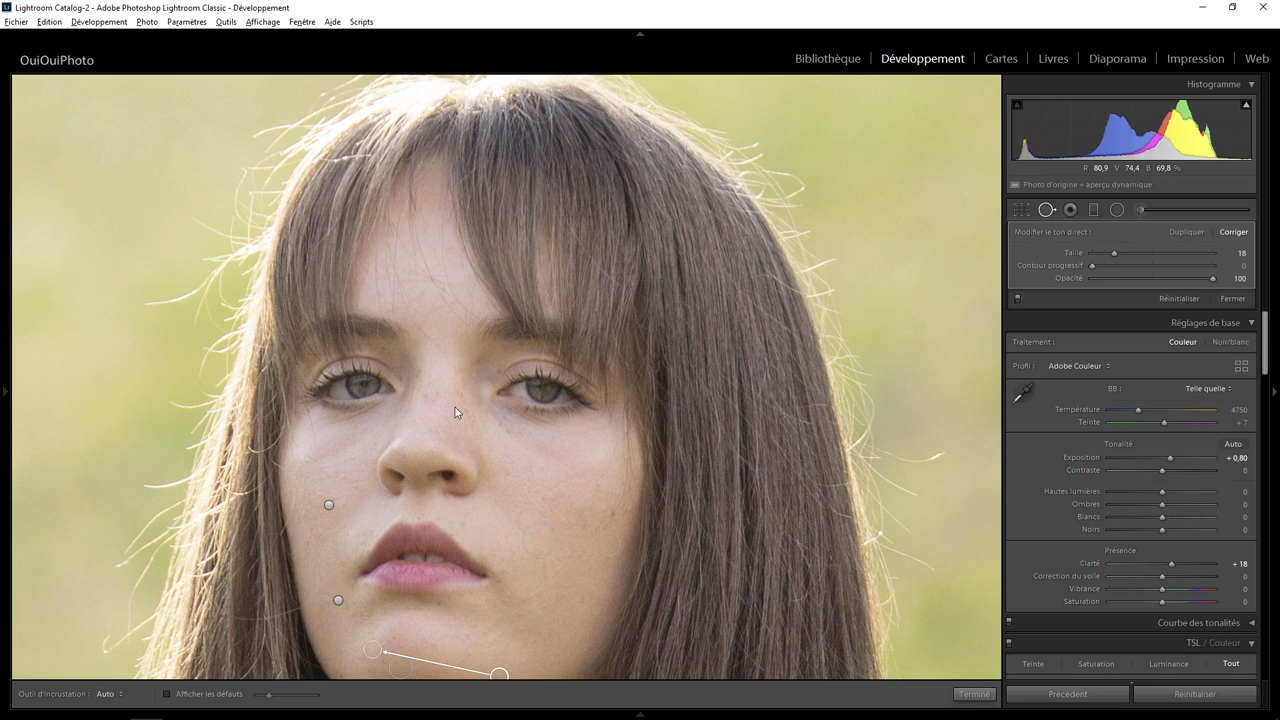 Lightroom Catalog-2 - Adobe Photoshop Lightroom Classic - Développement
Fichier Edition Développement Photo Paramètres Outils Affichage Fenêtre Aide Scripts
OuiOuiPhoto
Bibliothèque | Développement | Cartes | Livres | Diaporama | Impression | Web
Histogramme
R 80,9 V 74,4 B 69,8 %
Photo d'origine + aperçu dynamique
Modifier le ton direct : Dupliquer Corriger
Taille 18
Contour progressif 0
Opacité 100
Réinitialiser Fermer
Réglages de base
Traitement : Couleur Noir/blanc
Profil : Adobe Couleur
BB : Telle quelle
Température 4750
Teinte + 7
Tonalité Auto
Exposition + 0,80
Contraste 0
Hautes lumières 0
Ombres 0
Blancs 0
Noirs 0
Présence
Clarté + 18
Correction du voile 0
Vibrance 0
Saturation 0
Courbe des tonalités
TSL / Couleur
Teinte Saturation Luminance Tout
Outil d'incrustation : Auto Afficher les défauts Terminé
Précédent Réinitialiser